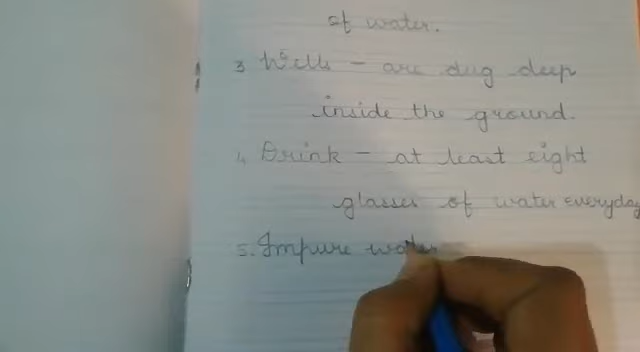 of water.
3 Wells - are dug deep
inside the ground.
4. Drink - at least eight
glasses of water everyday
5. Impure water